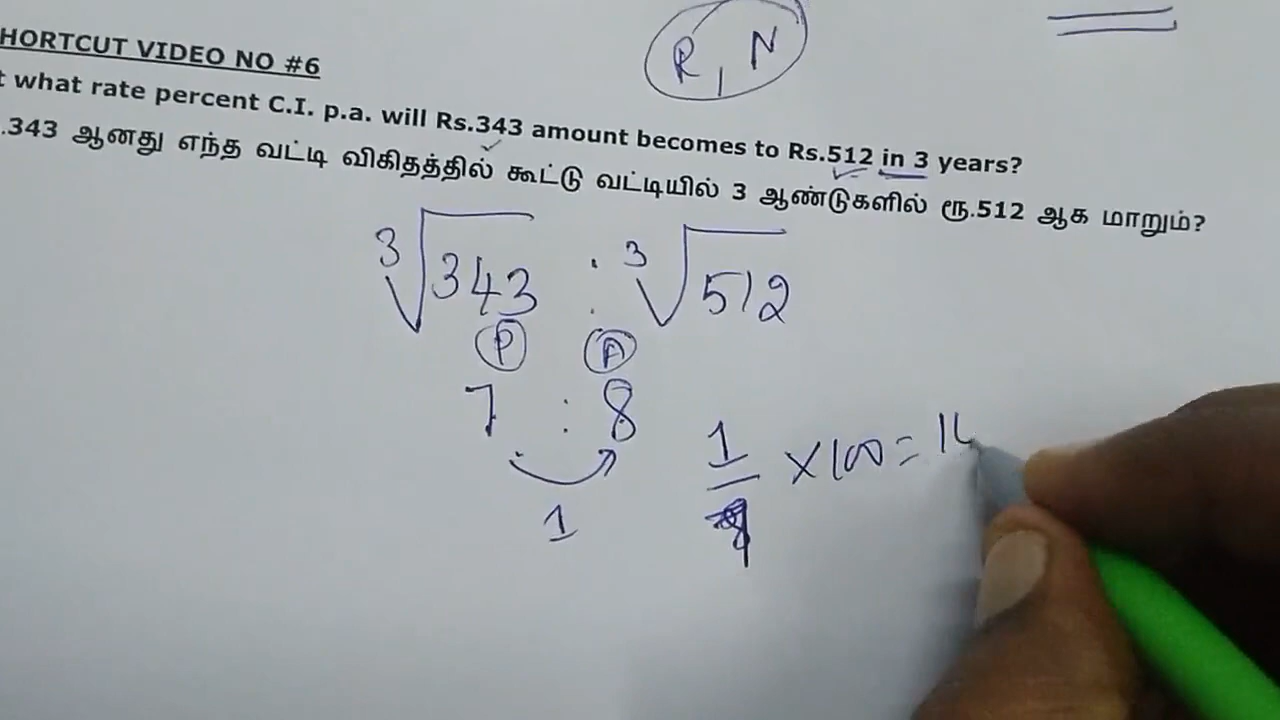 HORTCUT VIDEO NO #6
R, N
t what rate percent C.I. p.a. will Rs.343 amount becomes to Rs.512 in 3 years?
.343 ஆனது எந்த வட்டி விகிதத்தில் கூட்டு வட்டியில் 3 ஆண்டுகளில் ரூ.512 ஆக மாறும்?
3√343 : 3√512
P A
7 : 8
1
1 × 100 = 14